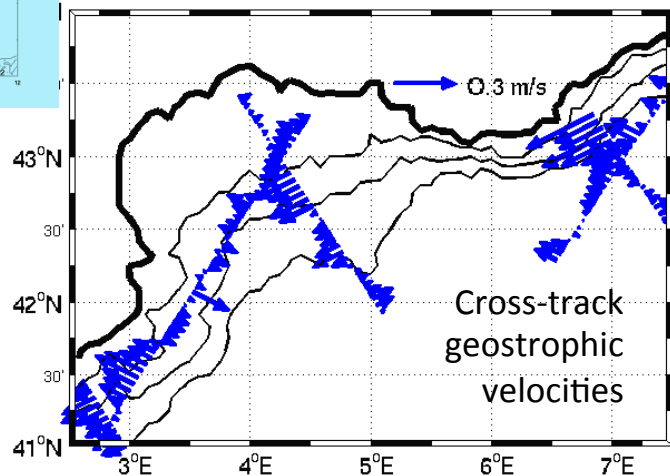 0.3 m/s
43°N
30'
42°N
30'
41°N
Cross-track
geostrophic
velocities
3°E
4°E
5°E
6°E
7°E